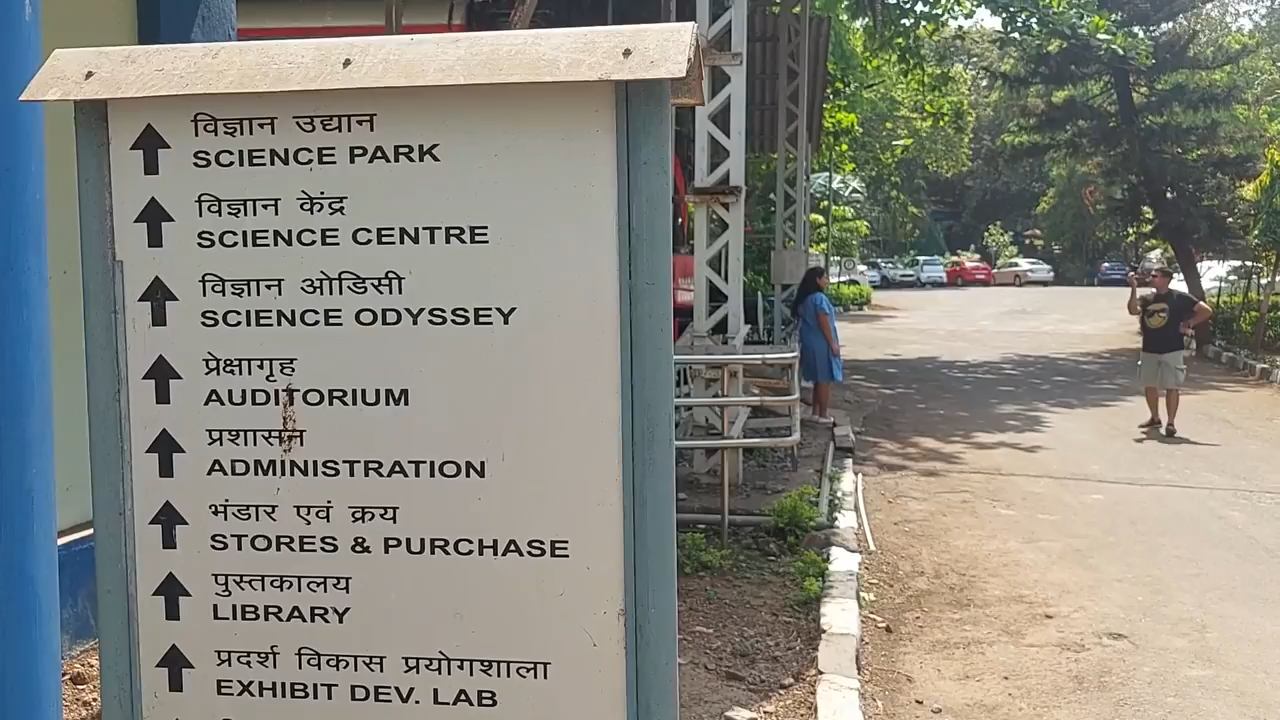 विज्ञान उद्यान
SCIENCE PARK
विज्ञान केंद्र
SCIENCE CENTRE
विज्ञान ओडिसी
SCIENCE ODYSSEY
प्रेक्षागृह
AUDITORIUM
प्रशासन
ADMINISTRATION
भंडार एवं क्रय
STORES & PURCHASE
पुस्तकालय
LIBRARY
प्रदर्श विकास प्रयोगशाला
EXHIBIT DEV. LAB